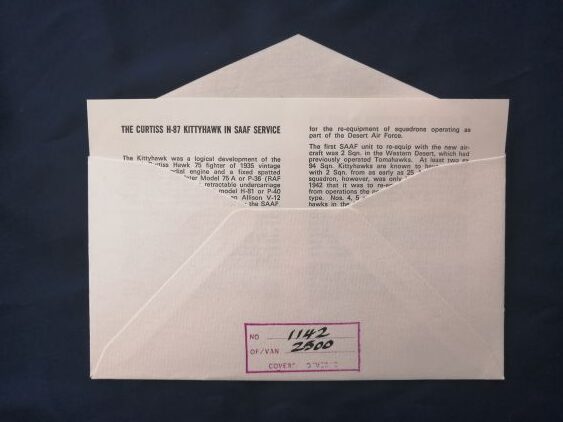 THE CURTISS H-87 KITTYHAWK IN SAAF SERVICE
The Kittyhawk was a logical development of the
Curtiss Hawk 75 fighter of 1935 vintage
radial engine and a fixed spatted
Model 75 A or P-36 (RAF
retractable undercarriage
model H-81 or P-40
Allison V-12
the SAAF
for the re-equipment of squadrons operating as
part of the Desert Air Force.
The first SAAF unit to re-equip with the new air-
craft was 2 Sqn. in the Western Desert, which had
previously operated Tomahawks. At least two
94 Sqn. Kittyhawks are known to
with 2 Sqn. from as early as 25
squadron, however, was only
1942 that it was to re-
from operations the
type. Nos. 4, 5
hawks in the
NO 1142
OF/VAN 2500
COVERS